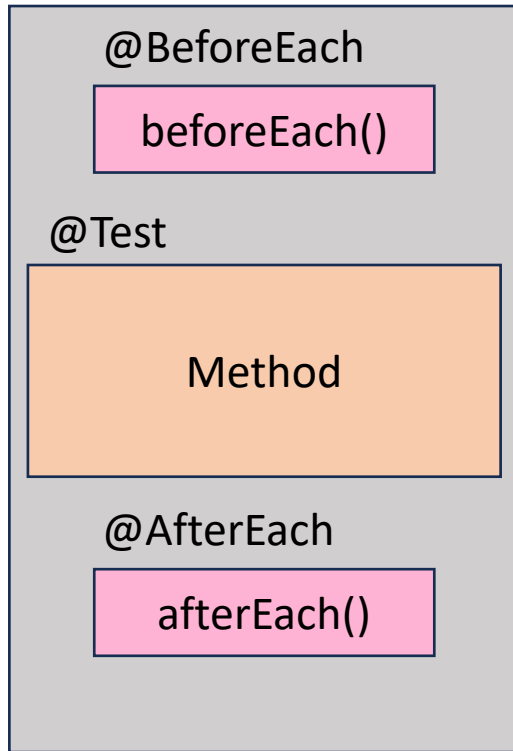 @BeforeEach
beforeEach()
@Test
Method
@AfterEach
afterEach()